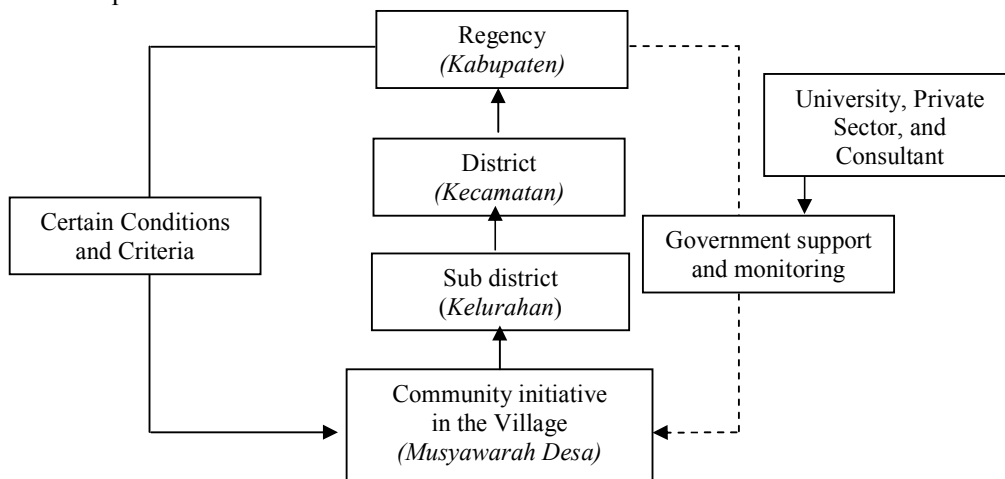 Regency
(Kabupaten)
University, Private
Sector, and
Consultant
District
(Kecamatan)
Certain Conditions
and Criteria
Government support
and monitoring
Sub district
(Kelurahan)
Community initiative
in the Village
(Musyawarah Desa)